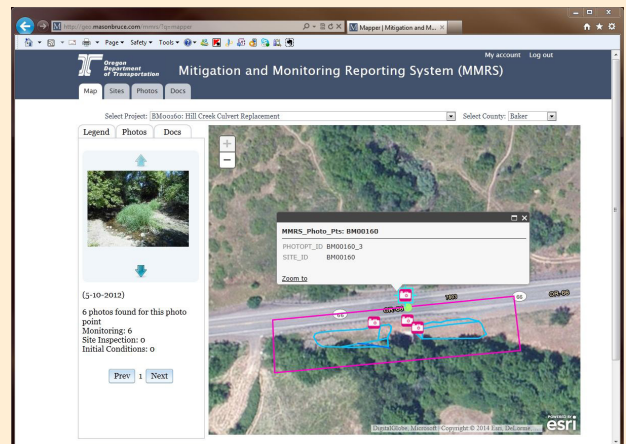 http://gis.masonbruce.com/mmrs/?q=mapper
Mapper | Mitigation and M...
Page Safety Tools
My account Log out
Oregon
Department
of Transportation
Mitigation and Monitoring Reporting System (MMRS)
Map Sites Photos Docs
Select Project: BM00160: Hill Creek Culvert Replacement
Select County: Baker
Legend Photos Docs
+
−
MMRS_Photo_Pts: BM00160
PHOTOPT_ID BM00160_3
SITE_ID BM00160
Zoom to
(5-10-2012)
6 photos found for this photo
point
Monitoring: 6
Site Inspection: 0
Initial Conditions: 0
Prev 1 Next
86
OR-86
OR-86
DigitalGlobe, Microsoft | Copyright © 2014 Esri, DeLorme
POWERED BY
esri